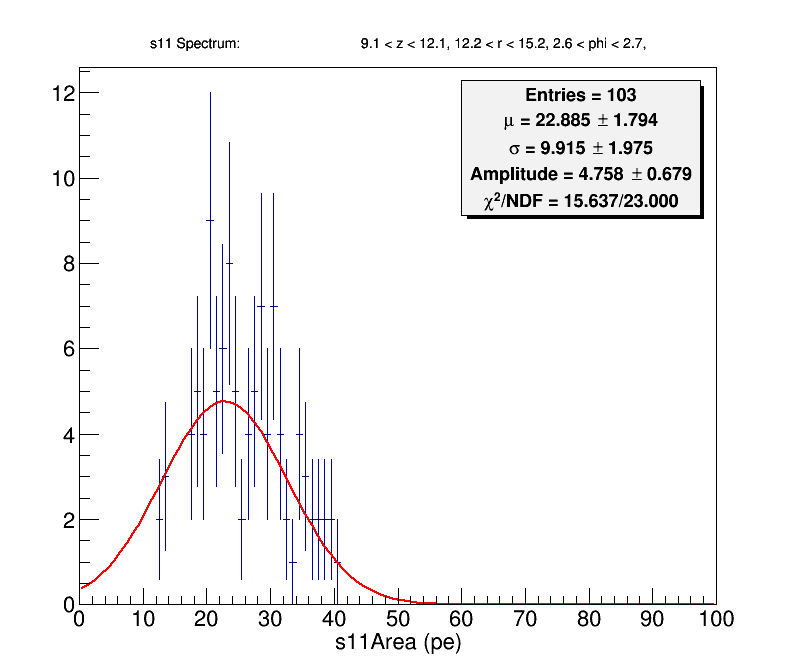 s11 Spectrum: 9.1 < z < 12.1, 12.2 < r < 15.2, 2.6 < phi < 2.7,
Entries = 103
μ = 22.885 ± 1.794
σ = 9.915 ± 1.975
Amplitude = 4.758 ± 0.679
χ²/NDF = 15.637/23.000
12
10
8
6
4
2
0
0 10 20 30 40 50 60 70 80 90 100
s11Area (pe)